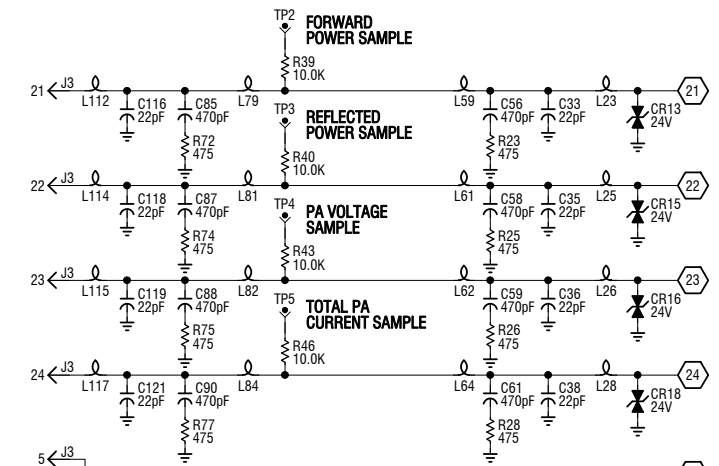 TP2 FORWARD
POWER SAMPLE
R39
10.0K
21 J3 L112 C116 22pF C85 470pF L79 L59 C56 470pF C33 22pF L23 CR13 24V 21
R72 475 R23 475
TP3 REFLECTED
POWER SAMPLE
R40
10.0K
22 J3 L114 C118 22pF C87 470pF L81 L61 C58 470pF C35 22pF L25 CR15 24V 22
R74 475 R25 475
TP4 PA VOLTAGE
SAMPLE
R43
10.0K
23 J3 L115 C119 22pF C88 470pF L82 L62 C59 470pF C36 22pF L26 CR16 24V 23
R75 475 R26 475
TP5 TOTAL PA
CURRENT SAMPLE
R46
10.0K
24 J3 L117 C121 22pF C90 470pF L84 L64 C61 470pF C38 22pF L28 CR18 24V 24
R77 475 R28 475
5 J3